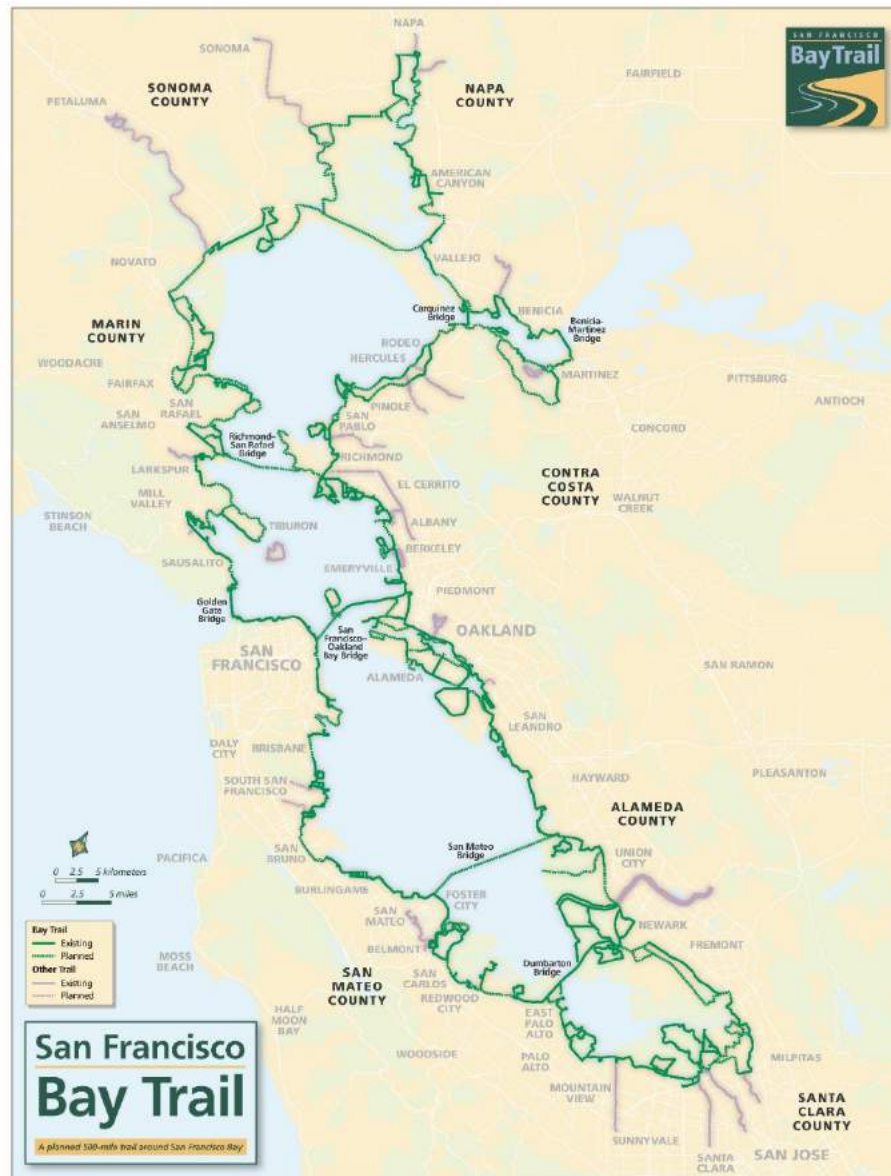 SAN FRANCISCO
Bay Trail
NAPA
SONOMA
SONOMA
COUNTY
NAPA
COUNTY
FAIRFIELD
PETALUMA
AMERICAN
CANYON
NOVATO
VALLEJO
MARIN
COUNTY
Carquinez
Bridge
BENICIA
Benicia-
Martinez
Bridge
WOODACRE
RODEO
HERCULES
MARTINEZ
PITTSBURG
FAIRFAX
SAN
RAFAEL
SAN
ANSELMO
PINOLE
SAN
PABLO
ANTIOCH
CONCORD
Richmond–
San Rafael
Bridge
RICHMOND
LARKSPUR
EL CERRITO
CONTRA
COSTA
COUNTY
MILL
VALLEY
WALNUT
CREEK
STINSON
BEACH
TIBURON
ALBANY
BERKELEY
SAUSALITO
EMERYVILLE
PIEDMONT
Golden
Gate
Bridge
San
Francisco–
Oakland
Bay Bridge
OAKLAND
SAN
FRANCISCO
ALAMEDA
SAN RAMON
SAN
LEANDRO
DALY
CITY
BRISBANE
HAYWARD
PLEASANTON
SOUTH SAN
FRANCISCO
ALAMEDA
COUNTY
PACIFICA
SAN
BRUNO
San Mateo
Bridge
UNION
CITY
0 2.5 5 kilometers
0 2.5 5 miles
BURLINGAME
FOSTER
CITY
SAN
MATEO
NEWARK
Bay Trail
Existing
Planned
Other Trail
Existing
Planned
MOSS
BEACH
BELMONT
FREMONT
SAN
MATEO
COUNTY
SAN
CARLOS
REDWOOD
CITY
Dumbarton
Bridge
HALF
MOON
BAY
EAST
PALO
ALTO
WOODSIDE
PALO
ALTO
MILPITAS
MOUNTAIN
VIEW
SANTA
CLARA
COUNTY
SUNNYVALE
SANTA
CLARA
SAN JOSE
San Francisco
Bay Trail
A planned 500-mile trail around San Francisco Bay